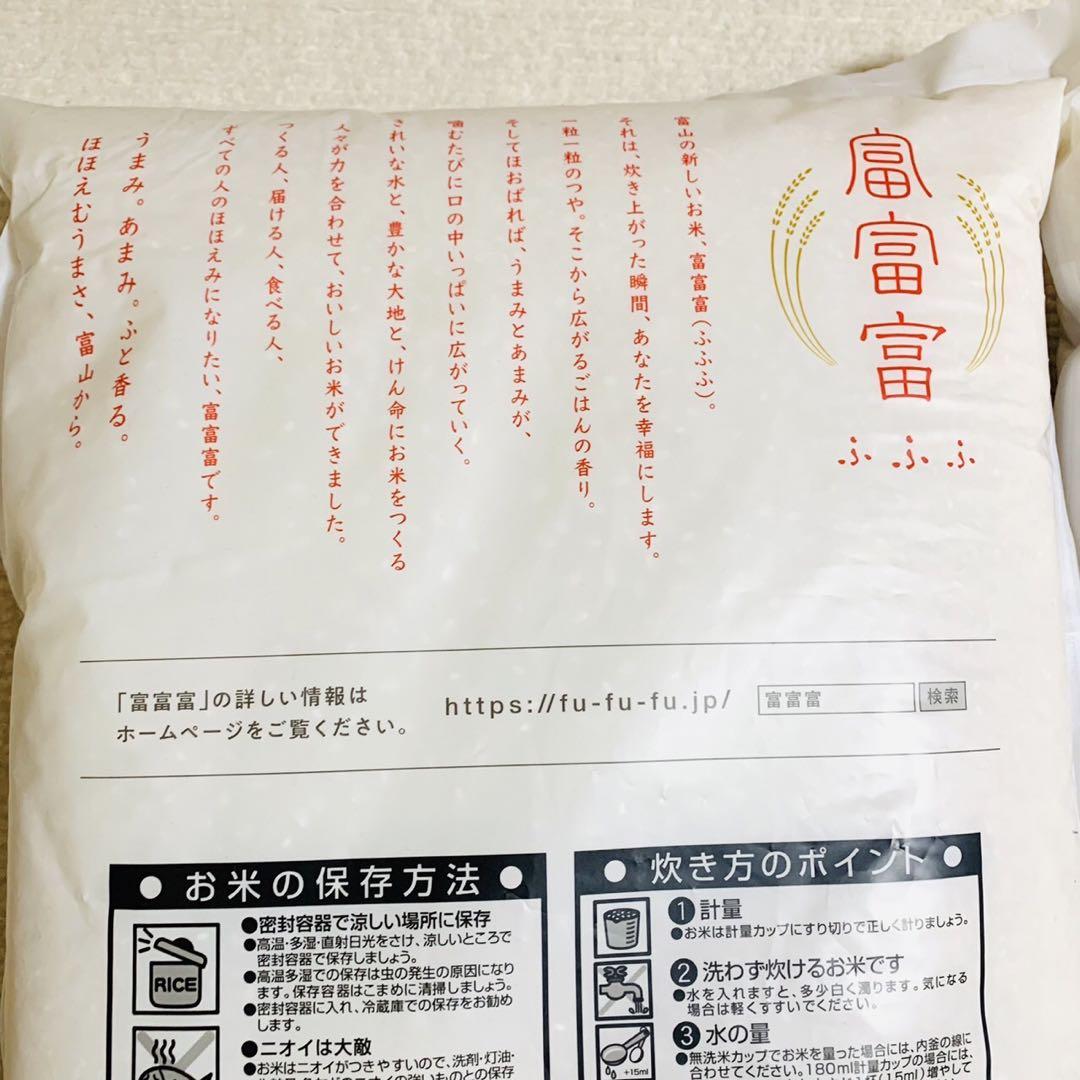 富富富
ふふふ
富山の新しいお米、富富富(ふふふ)。
それは、炊き上がった瞬間、あなたを幸福にします。
一粒一粒のつや。そこから広がるごはんの香り。
そしてほおばれば、うまみとあまみが、
噛むたびに口の中いっぱいに広がっていく。
きれいな水と、豊かな大地と、けん命にお米をつくる
人々が力を合わせて、おいしいお米ができました。
つくる人、届ける人、食べる人、
すべての人のほほえみになりたい、富富富です。
うまみ。あまみ。ふと香る。
ほほえむうまさ、富山から。
「富富富」の詳しい情報は
ホームページをご覧ください。
https://fu-fu-fu.jp/
富富富 検索
●お米の保存方法●
RICE
●密封容器で涼しい場所に保存
●高温・多湿・直射日光をさけ、涼しいところで
密封容器で保存しましょう。
●高温多湿での保存は虫の発生の原因になり
ます。保存容器はこまめに清掃しましょう。
●密封容器に入れ、冷蔵庫での保存をお勧め
します。
●ニオイは大敵
●お米はニオイがつきやすいので、洗剤・灯油・
●炊き方のポイント●
1 計量
●お米は計量カップにすり切りで正しく計りましょう。
2 洗わず炊けるお米です
●水を入れますと、多少白く濁ります。気になる
場合は軽くすすいでください。
3 水の量
+15ml
●無洗米カップでお米を量った場合には、内釜の線に
合わせてください。180ml計量カップの場合には、
(15ml)増やして